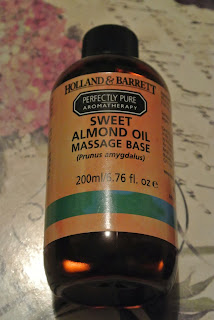 HOLLAND & BARRETT
PERFECTLY PURE
AROMATHERAPY
SWEET
ALMOND OIL
MASSAGE BASE
(Prunus amygdalus)
200ml 6.76 fl. oz e